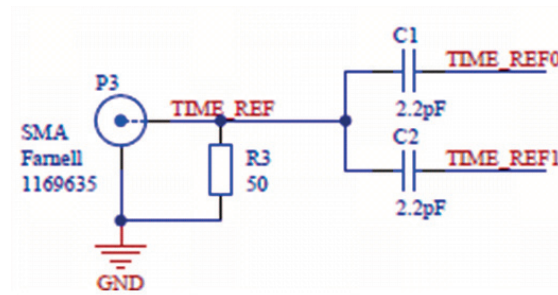 C1
TIME_REF0
P3
2.2pF
TIME_REF
C2
SMA
TIME_REF1
Farnell
R3
1169635
50
2.2pF
GND